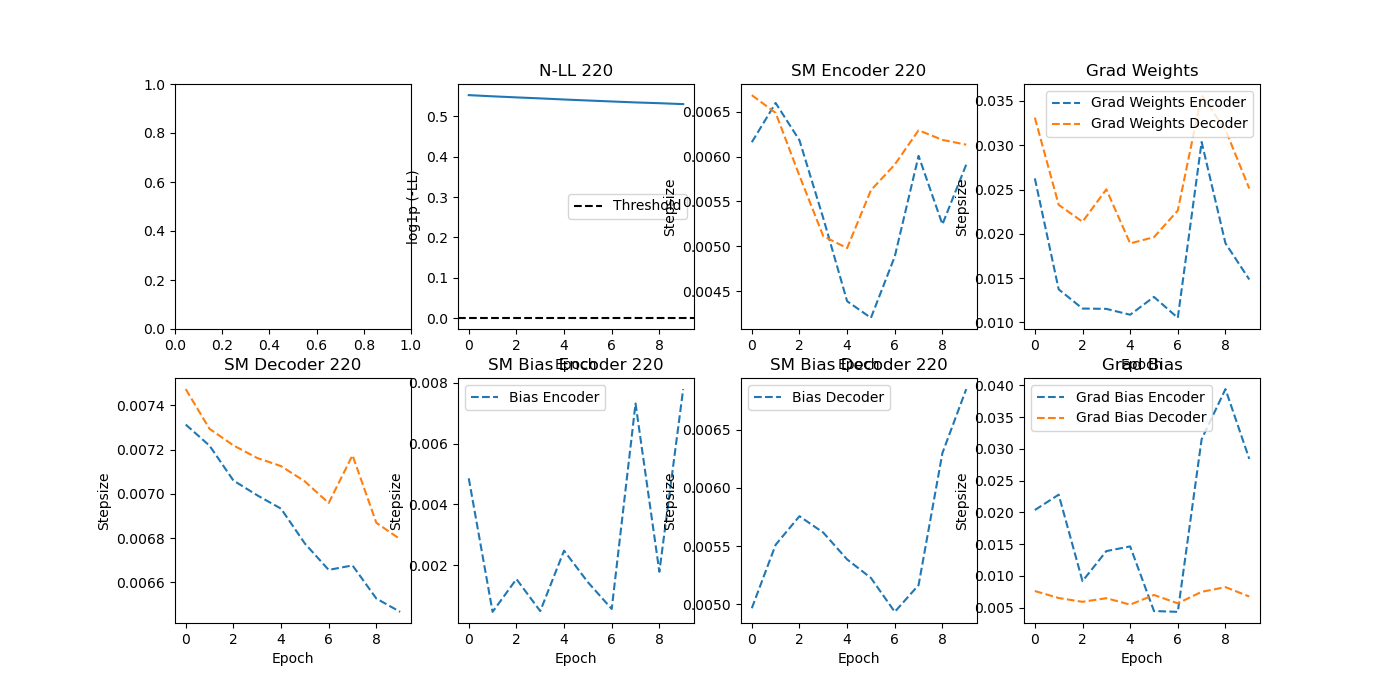 N-LL 220
SM Encoder 220
Grad Weights
1.0
0.8
0.6
0.4
0.2
0.0
0.0 0.2 0.4 0.6 0.8 1.0
log1p (-LL)
0.5
0.4
0.3
0.2
0.1
0.0
Threshold
0 2 4 6 8
Epoch
Stepsize
0.0065
0.0060
0.0055
0.0050
0.0045
0 2 4 6 8
Epoch
Stepsize
0.035
0.030
0.025
0.020
0.015
0.010
Grad Weights Encoder
Grad Weights Decoder
0 2 4 6 8
Epoch
SM Decoder 220
SM Bias Encoder 220
SM Bias Decoder 220
Grad Bias
Stepsize
0.0074
0.0072
0.0070
0.0068
0.0066
0 2 4 6 8
Epoch
Stepsize
0.008
0.006
0.004
0.002
Bias Encoder
0 2 4 6 8
Epoch
Stepsize
0.0065
0.0060
0.0055
0.0050
Bias Decoder
0 2 4 6 8
Epoch
Stepsize
0.040
0.035
0.030
0.025
0.020
0.015
0.010
0.005
Grad Bias Encoder
Grad Bias Decoder
0 2 4 6 8
Epoch